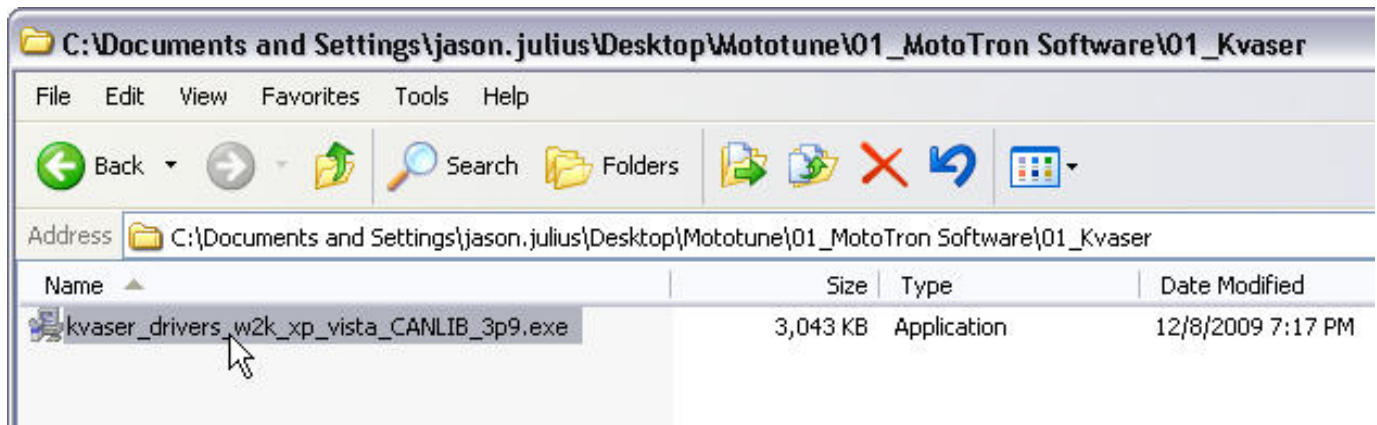 C:\Documents and Settings\jason.julius\Desktop\Mototune\01_MotoTron Software\01_Kvaser
File Edit View Favorites Tools Help
Back Search Folders
Address C:\Documents and Settings\jason.julius\Desktop\Mototune\01_MotoTron Software\01_Kvaser
Name Size Type Date Modified
kvaser_drivers_w2k_xp_vista_CANLIB_3p9.exe 3,043 KB Application 12/8/2009 7:17 PM